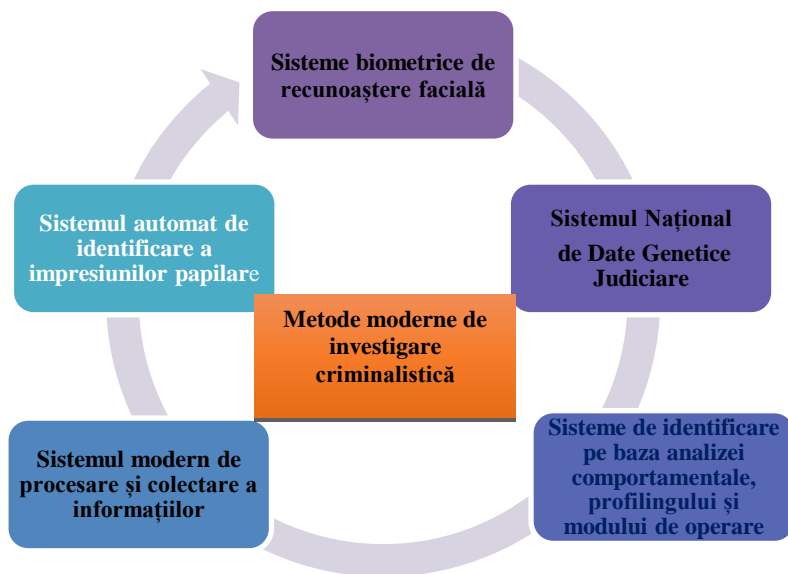 Sisteme biometrice de
recunoaștere facială
Sistemul Național
de Date Genetice
Judiciare
Sisteme de identificare
pe baza analizei
comportamentale,
profilingului și
modului de operare
Sistemul modern de
procesare și colectare a
informațiilor
Sistemul automat de
identificare a
impresiunilor papilare
Metode moderne de
investigare
criminalistică